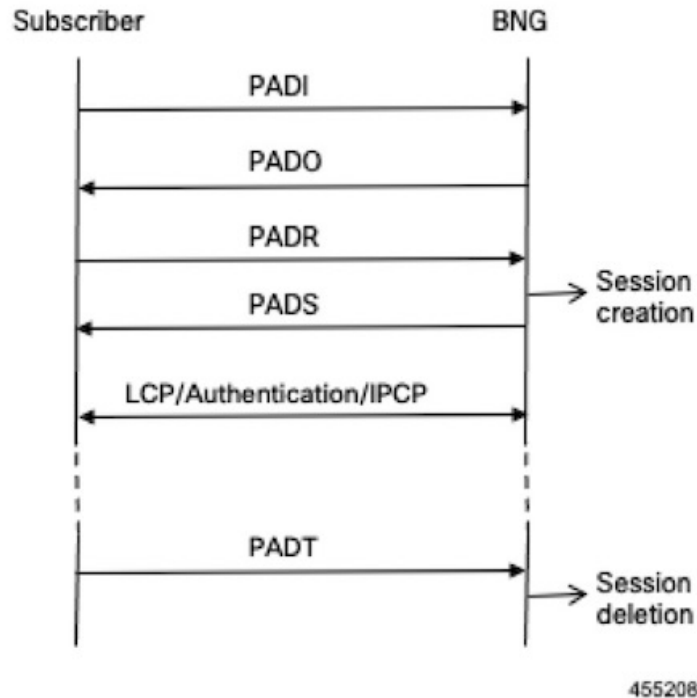 Subscriber BNG
PADI
PADO
PADR
Session
creation
PADS
LCP/Authentication/IPCP
PADT
Session
deletion
455208